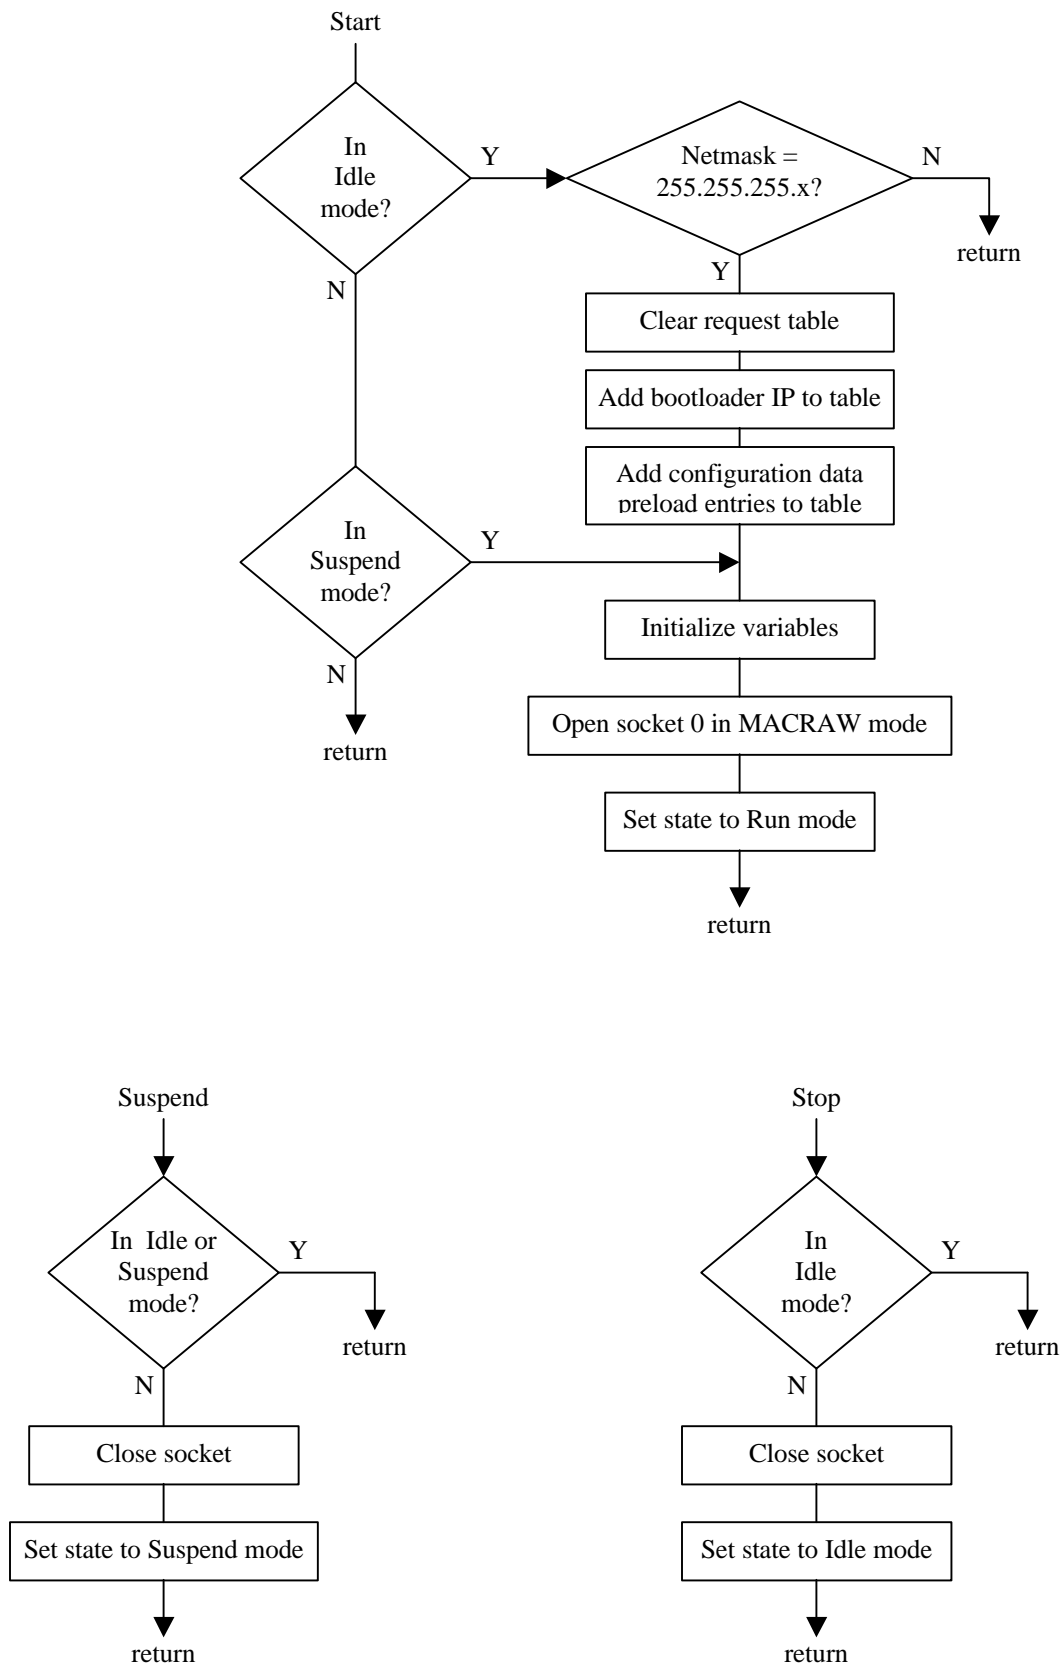 Start
In
Idle
mode?
Y
N
Netmask =
255.255.255.x?
N
return
Y
Clear request table
Add bootloader IP to table
Add configuration data
preload entries to table
In
Suspend
mode?
Y
N
return
Initialize variables
Open socket 0 in MACRAW mode
Set state to Run mode
return
Suspend
In Idle or
Suspend
mode?
Y
return
N
Close socket
Set state to Suspend mode
return
Stop
In
Idle
mode?
Y
return
N
Close socket
Set state to Idle mode
return